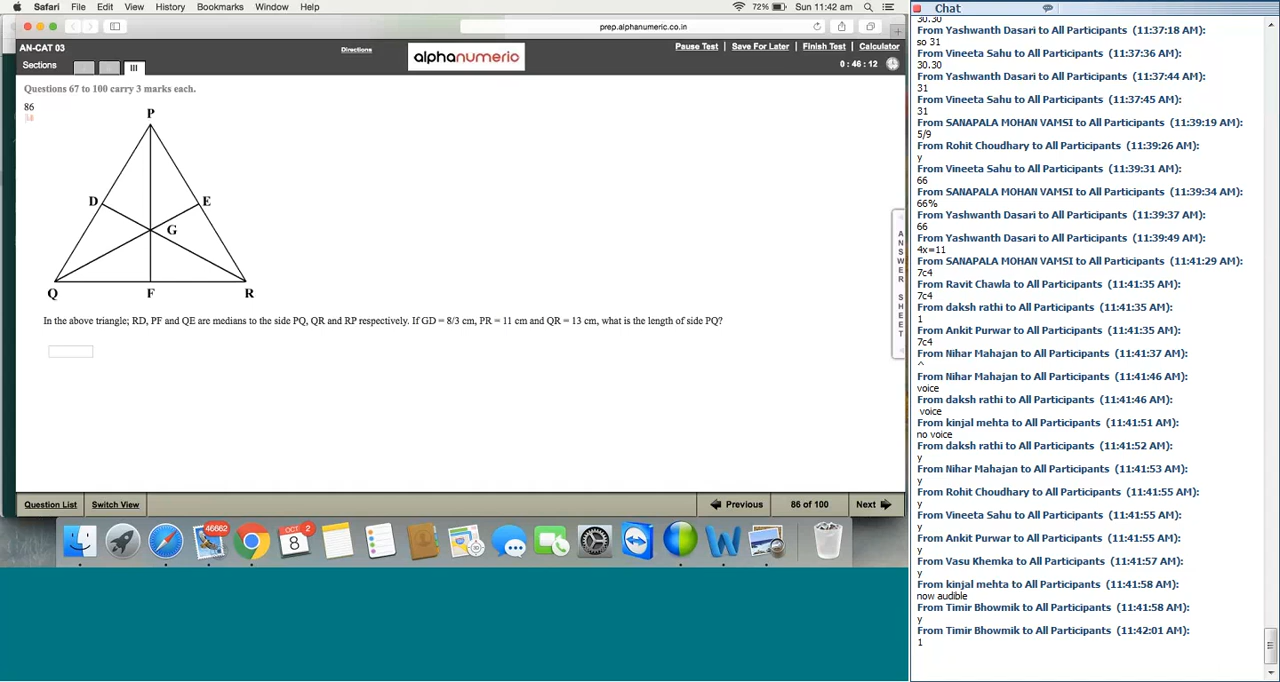 Safari File Edit View History Bookmarks Window Help
72% Sun 11:42 am
prep.alphanumeric.co.in
AN-CAT 03
Directions
alphanumeric
Pause Test | Save For Later | Finish Test | Calculator
Sections III
0 : 46 : 12
Questions 67 to 100 carry 3 marks each.
86
P
D E
G
Q F R
In the above triangle; RD, PF and QE are medians to the side PQ, QR and RP respectively. If GD = 8/3 cm, PR = 11 cm and QR = 13 cm, what is the length of side PQ?
ANSWER SHEET
Question List | Switch View
Previous 86 of 100 Next
46662
OCT 2
8
Chat
30.30
From Yashwanth Dasari to All Participants (11:37:18 AM):
so 31
From Vineeta Sahu to All Participants (11:37:36 AM):
30.30
From Yashwanth Dasari to All Participants (11:37:44 AM):
31
From Vineeta Sahu to All Participants (11:37:45 AM):
31
From SANAPALA MOHAN VAMSI to All Participants (11:39:19 AM):
5/9
From Rohit Choudhary to All Participants (11:39:26 AM):
y
From Vineeta Sahu to All Participants (11:39:31 AM):
66
From SANAPALA MOHAN VAMSI to All Participants (11:39:34 AM):
66%
From Yashwanth Dasari to All Participants (11:39:37 AM):
66
From Yashwanth Dasari to All Participants (11:39:49 AM):
4x=11
From SANAPALA MOHAN VAMSI to All Participants (11:41:29 AM):
7c4
From Ravit Chawla to All Participants (11:41:35 AM):
7c4
From daksh rathi to All Participants (11:41:35 AM):
1
From Ankit Purwar to All Participants (11:41:35 AM):
7c4
From Nihar Mahajan to All Participants (11:41:37 AM):
^
From Nihar Mahajan to All Participants (11:41:46 AM):
voice
From daksh rathi to All Participants (11:41:46 AM):
voice
From kinjal mehta to All Participants (11:41:51 AM):
no voice
From daksh rathi to All Participants (11:41:52 AM):
y
From Nihar Mahajan to All Participants (11:41:53 AM):
y
From Rohit Choudhary to All Participants (11:41:55 AM):
y
From Vineeta Sahu to All Participants (11:41:55 AM):
y
From Ankit Purwar to All Participants (11:41:55 AM):
y
From Vasu Khemka to All Participants (11:41:57 AM):
y
From kinjal mehta to All Participants (11:41:58 AM):
now audible
From Timir Bhowmik to All Participants (11:41:58 AM):
y
From Timir Bhowmik to All Participants (11:42:01 AM):
1